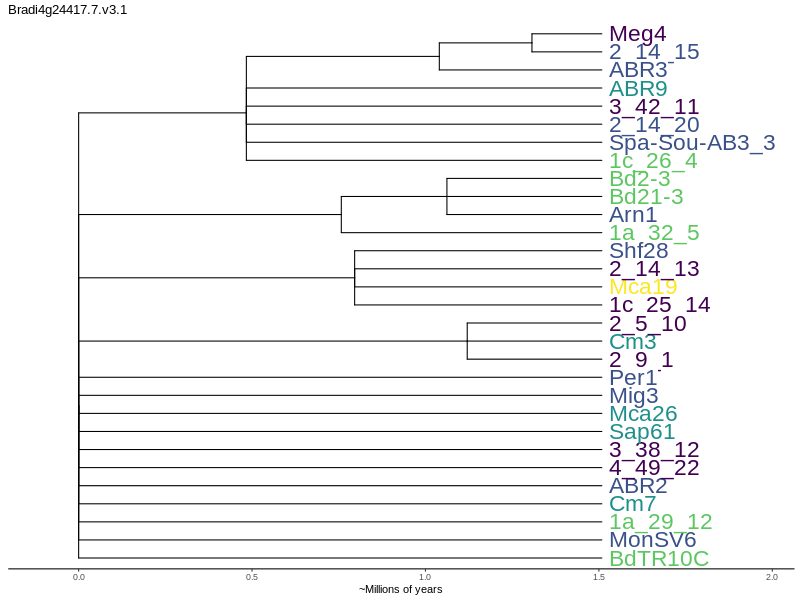 Bradi4g24417.7.v3.1
Meg4
2_14_15
ABR3
ABR9
3_42_11
2_14_20
Spa-Sou-AB3_3
1c_26_4
Bd2-3
Bd21-3
Arn1
1a_32_5
Shf28
2_14_13
Mca19
1c_25_14
2_5_10
Cm3
2_9_1
Per1
Mig3
Mca26
Sap61
3_38_12
4_49_22
ABR2
Cm7
1a_29_12
MonSV6
BdTR10C
0.0 0.5 1.0 1.5 2.0
~Millions of years